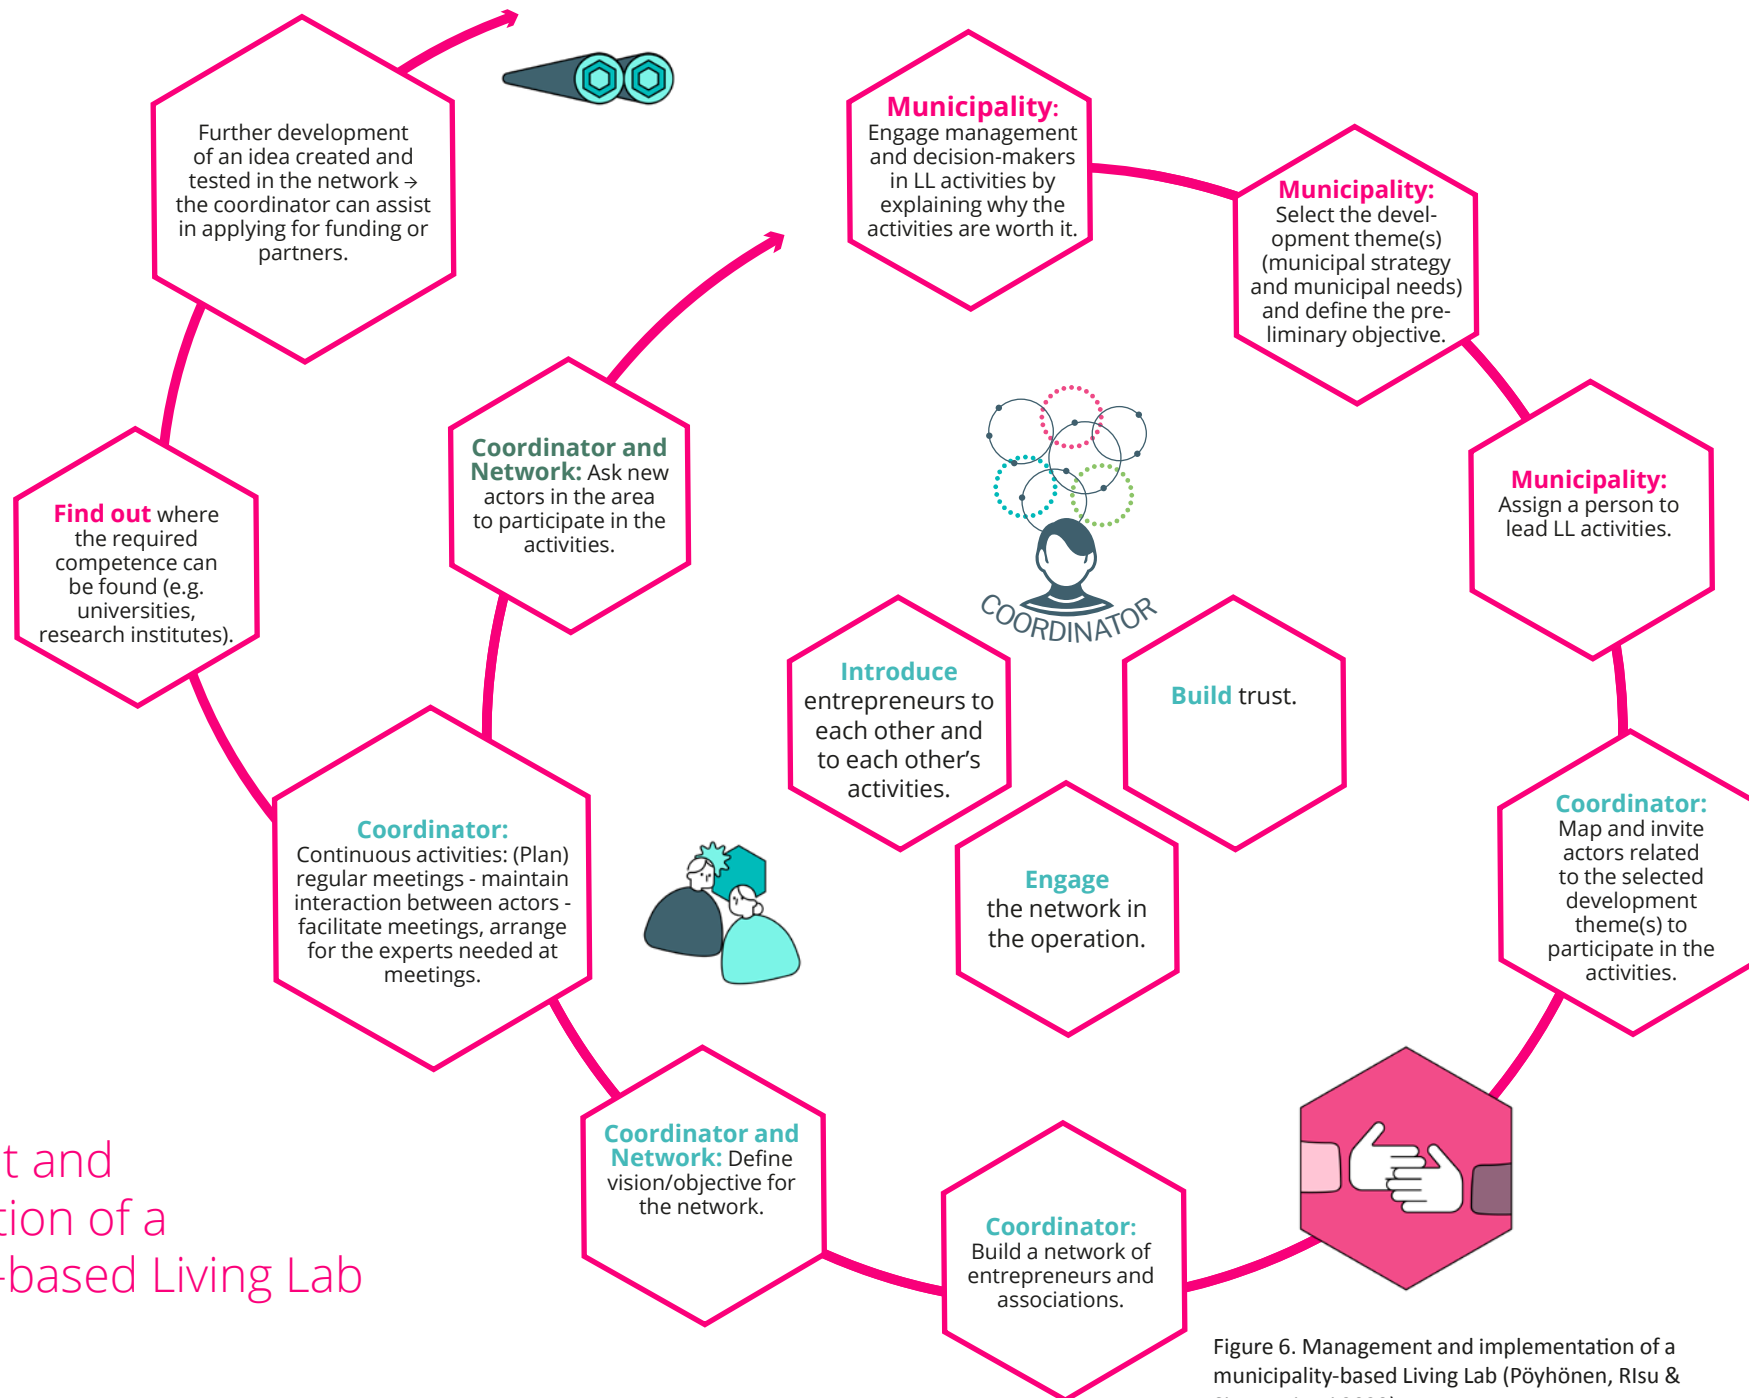 Further development
of an idea created and
tested in the network →
the coordinator can assist
in applying for funding or
partners.
Municipality:
Engage management
and decision-makers
in LL activities by
explaining why the
activities are worth it.
Municipality:
Select the devel-
opment theme(s)
(municipal strategy
and municipal needs)
and define the pre-
liminary objective.
Municipality:
Assign a person to
lead LL activities.
Coordinator:
Map and invite
actors related
to the selected
development
theme(s) to
participate in the
activities.
Coordinator:
Build a network of
entrepreneurs and
associations.
Coordinator and
Network: Define
vision/objective for
the network.
Coordinator:
Continuous activities: (Plan)
regular meetings - maintain
interaction between actors -
facilitate meetings, arrange
for the experts needed at
meetings.
Coordinator and
Network: Ask new
actors in the area
to participate in the
activities.
Find out where
the required
competence can
be found (e.g.
universities,
research institutes).
COORDINATOR
Introduce
entrepreneurs to
each other and
to each other's
activities.
Build trust.
Engage
the network in
the operation.
t and
tion of a
-based Living Lab
Figure 6. Management and implementation of a
municipality-based Living Lab (Pöyhönen, RIsu &